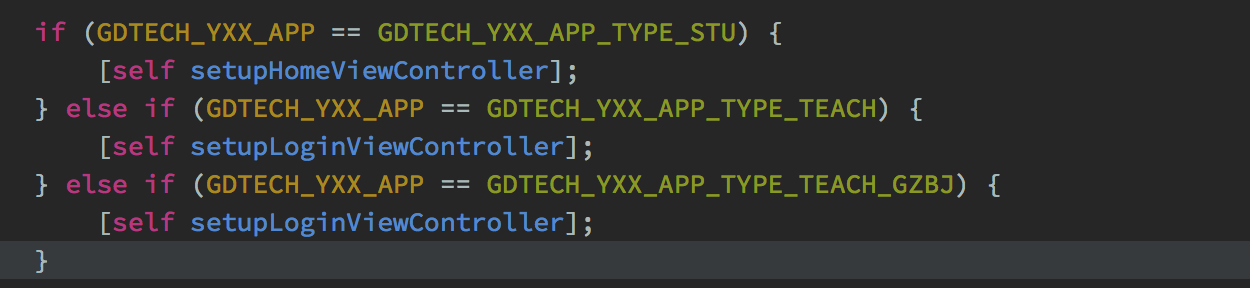 if (GDTECH_YXX_APP == GDTECH_YXX_APP_TYPE_STU) {
    [self setupHomeViewController];
} else if (GDTECH_YXX_APP == GDTECH_YXX_APP_TYPE_TEACH) {
    [self setupLoginViewController];
} else if (GDTECH_YXX_APP == GDTECH_YXX_APP_TYPE_TEACH_GZBJ) {
    [self setupLoginViewController];
}